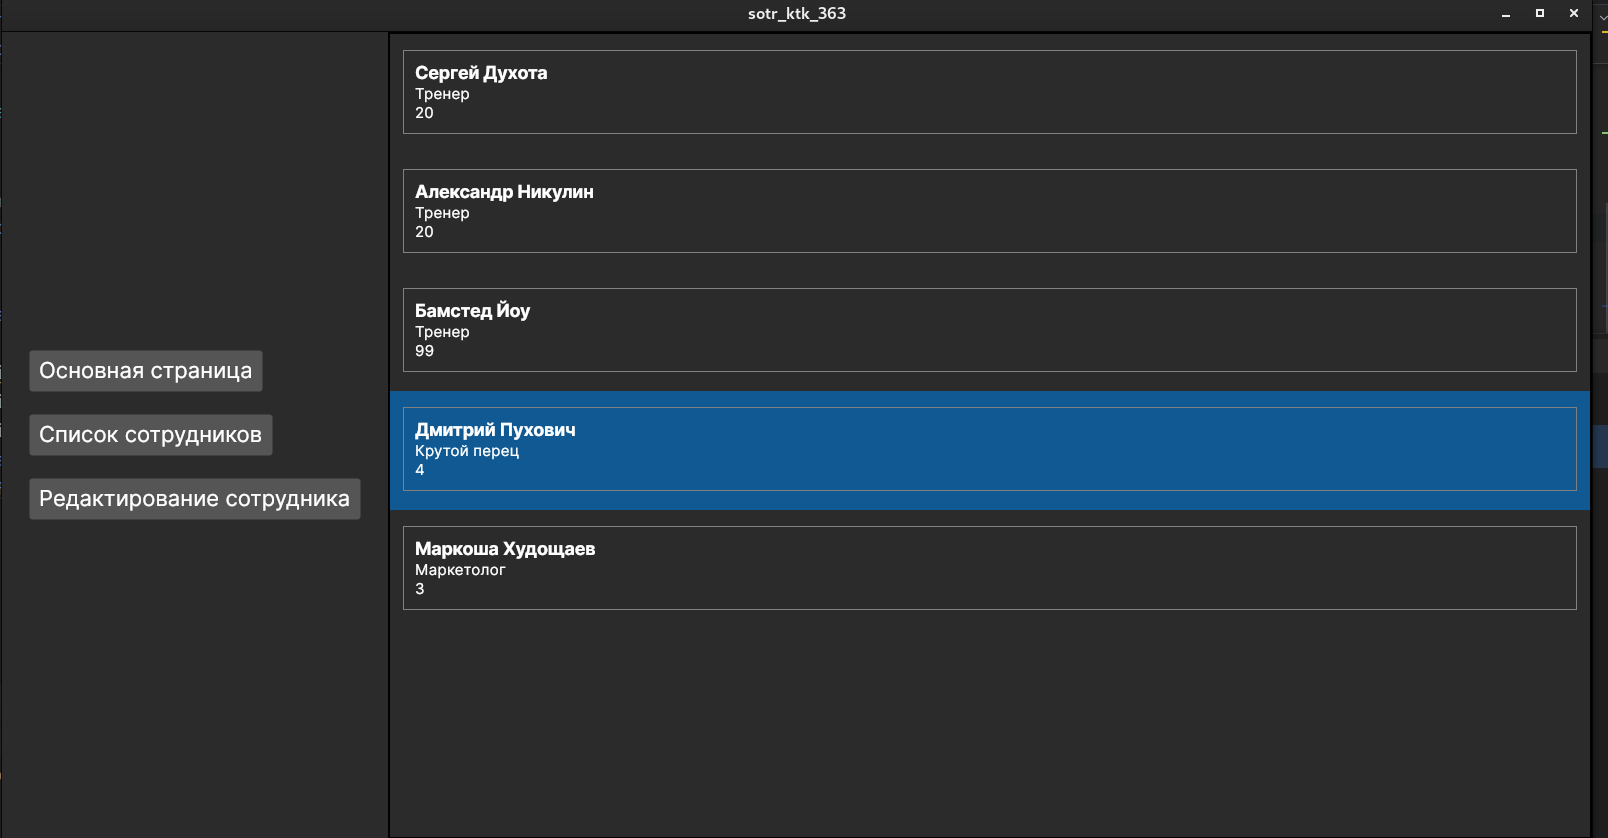 sotr_ktk_363
Основная страница
Список сотрудников
Редактирование сотрудника
Сергей Духота
Тренер
20
Александр Никулин
Тренер
20
Бамстед Йоу
Тренер
99
Дмитрий Пухович
Крутой перец
4
Маркоша Худощаев
Маркетолог
3